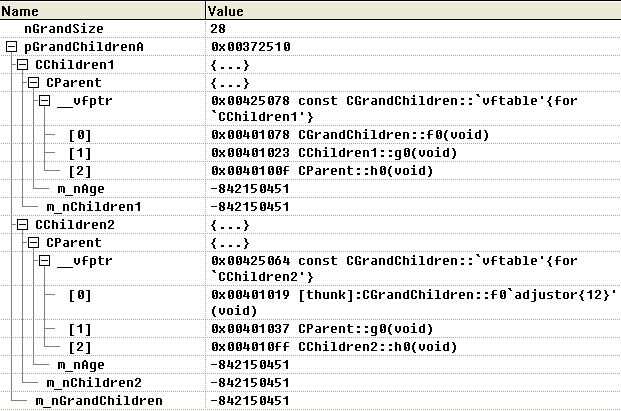 Name Value
nGrandSize 28
pGrandChildrenA 0x00372510
CChildren1 {...}
CParent {...}
__vfptr 0x00425078 const CGrandChildren::`vftable'{for
`CChildren1'}
[0] 0x00401078 CGrandChildren::f0(void)
[1] 0x00401023 CChildren1::g0(void)
[2] 0x0040100f CParent::h0(void)
m_nAge -842150451
m_nChildren1 -842150451
CChildren2 {...}
CParent {...}
__vfptr 0x00425064 const CGrandChildren::`vftable'{for
`CChildren2'}
[0] 0x00401019 [thunk]:CGrandChildren::f0`adjustor{12}'
(void)
[1] 0x00401037 CParent::g0(void)
[2] 0x004010ff CChildren2::h0(void)
m_nAge -842150451
m_nChildren2 -842150451
m_nGrandChildren -842150451